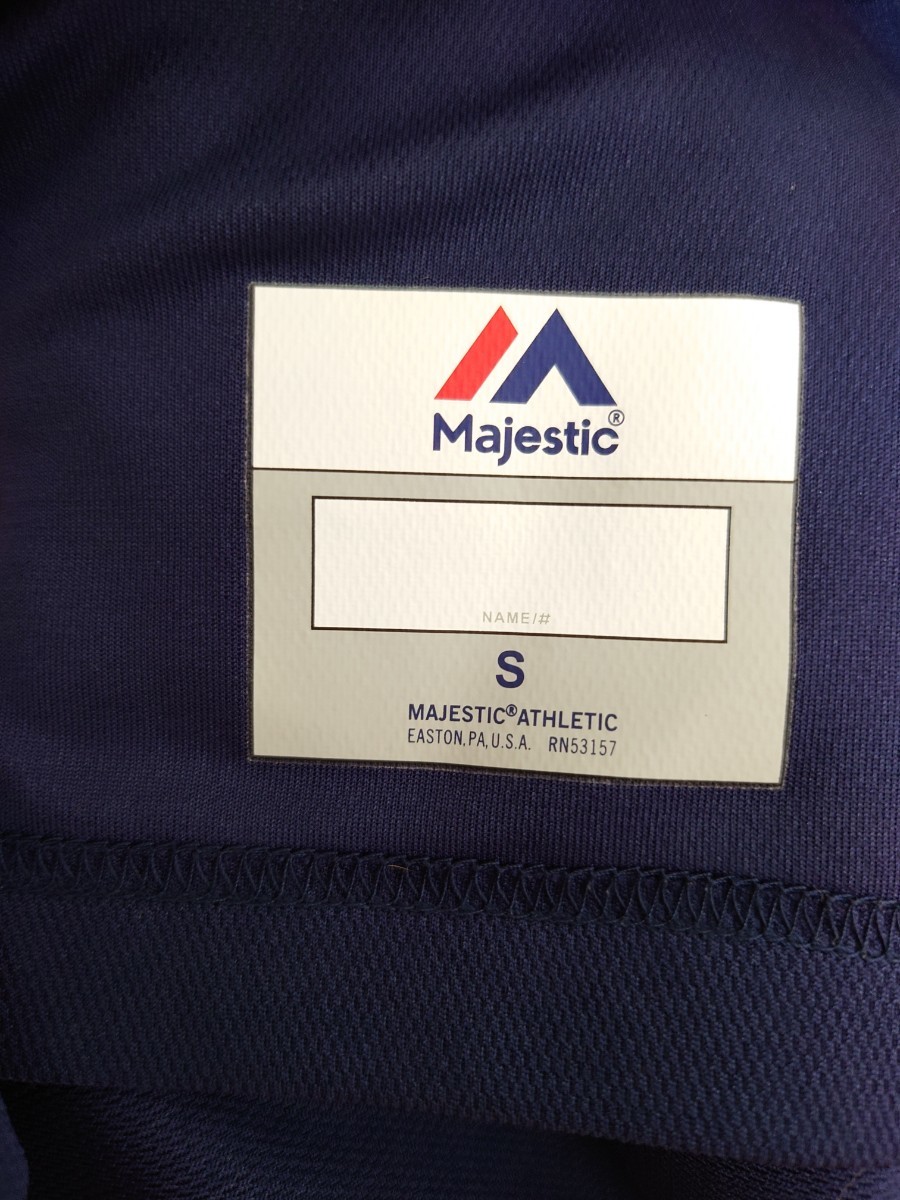 Majestic®
NAME/#
S
MAJESTIC®ATHLETIC
EASTON,PA,U.S.A. RN53157